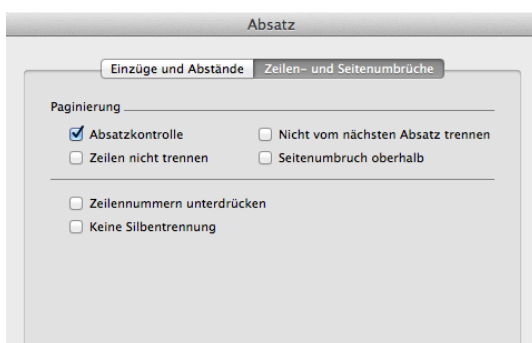 Absatz
Einzüge und Abstände Zeilen- und Seitenumbrüche
Paginierung
Absatzkontrolle Nicht vom nächsten Absatz trennen
Zeilen nicht trennen Seitenumbruch oberhalb
Zeilennummern unterdrücken
Keine Silbentrennung